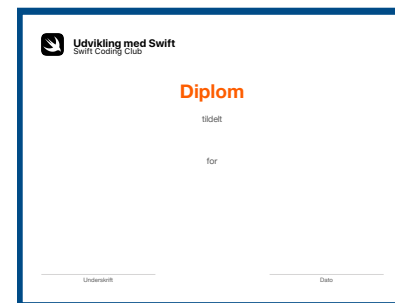 Udvikling med Swift
Swift Coding Club
Diplom
tildelt
for
Underskrift
Dato